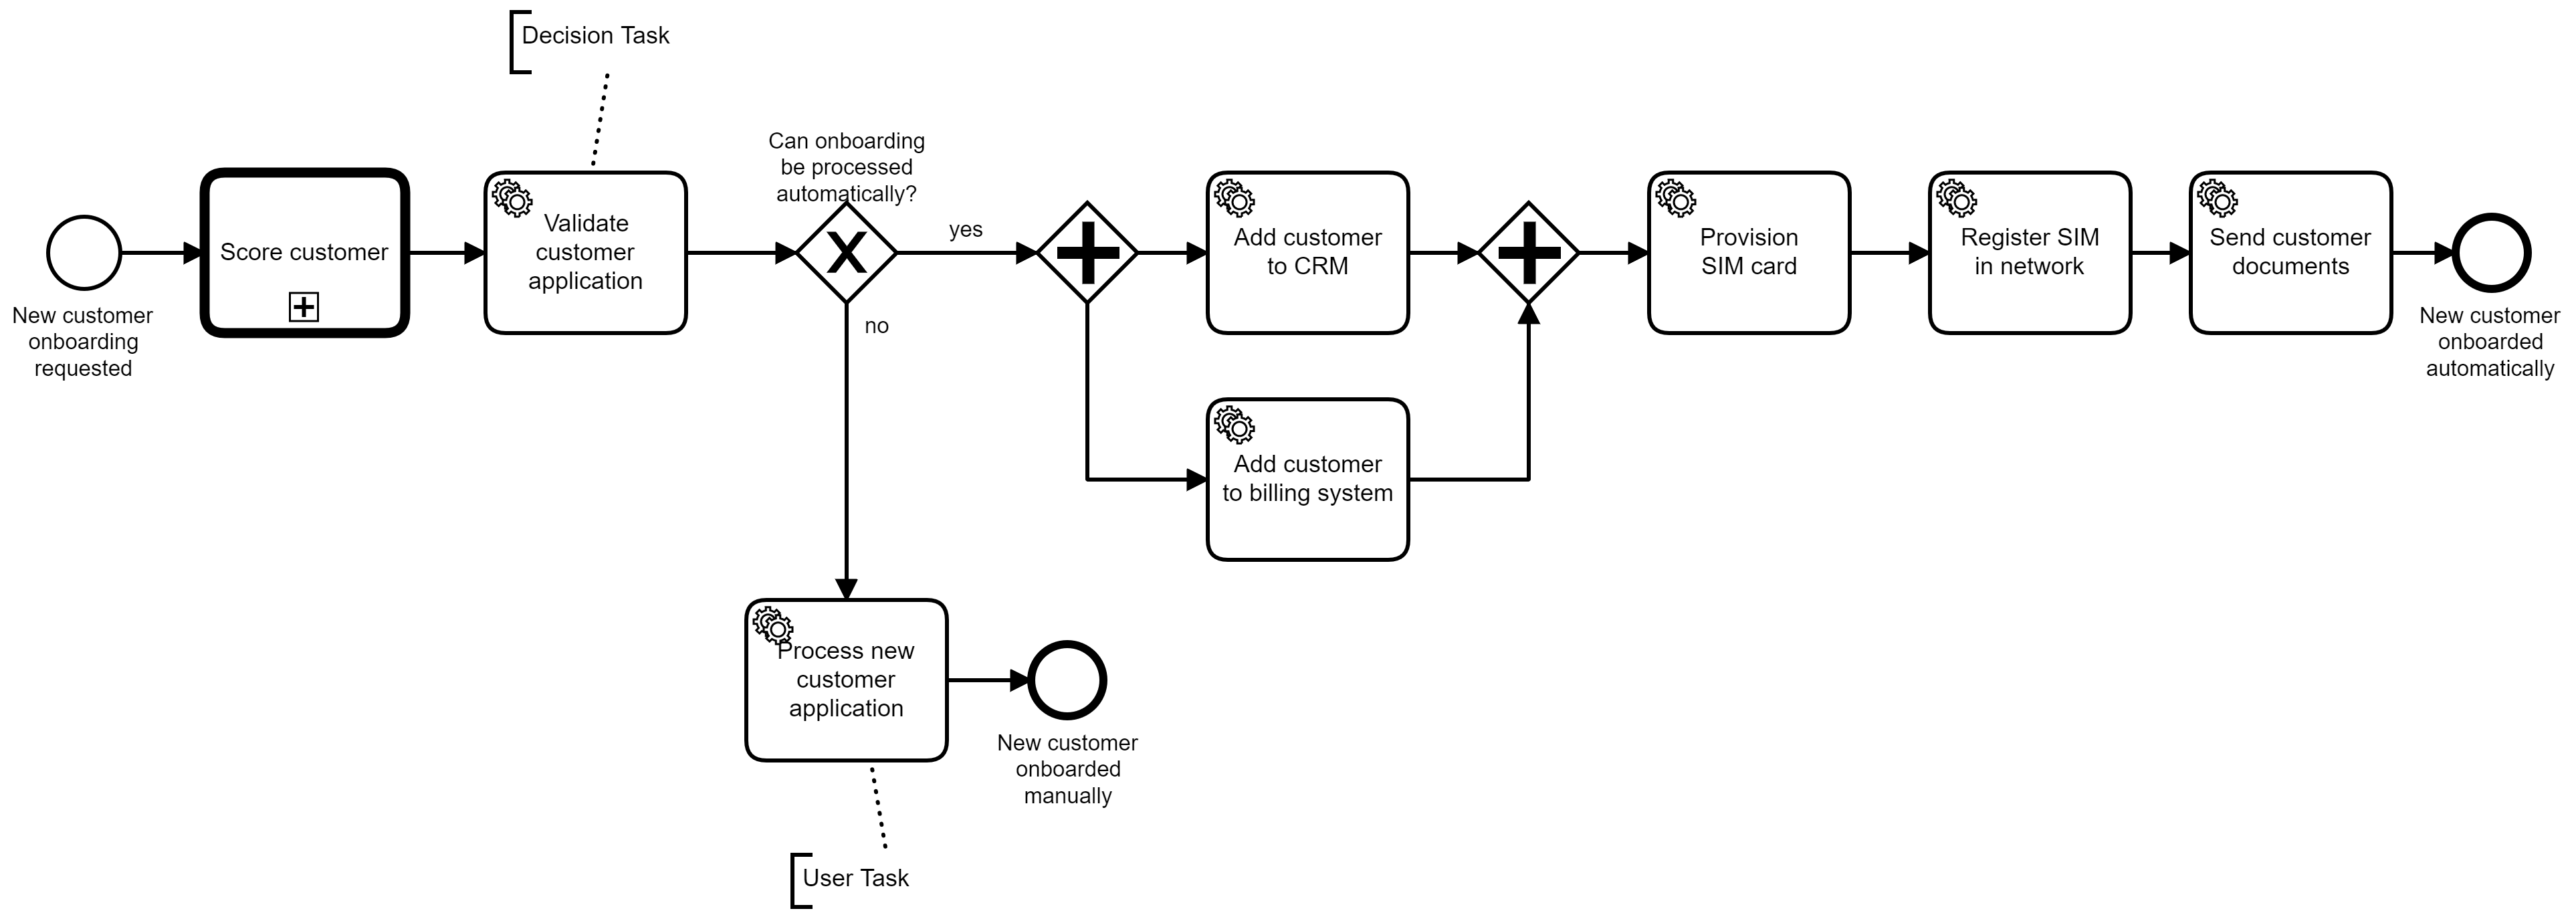 Decision Task
Can onboarding
be processed
automatically?
New customer
onboarding
requested
Score customer
Validate
customer
application
yes
no
Add customer
to CRM
Add customer
to billing system
Provision
SIM card
Register SIM
in network
Send customer
documents
New customer
onboarded
automatically
Process new
customer
application
New customer
onboarded
manually
User Task